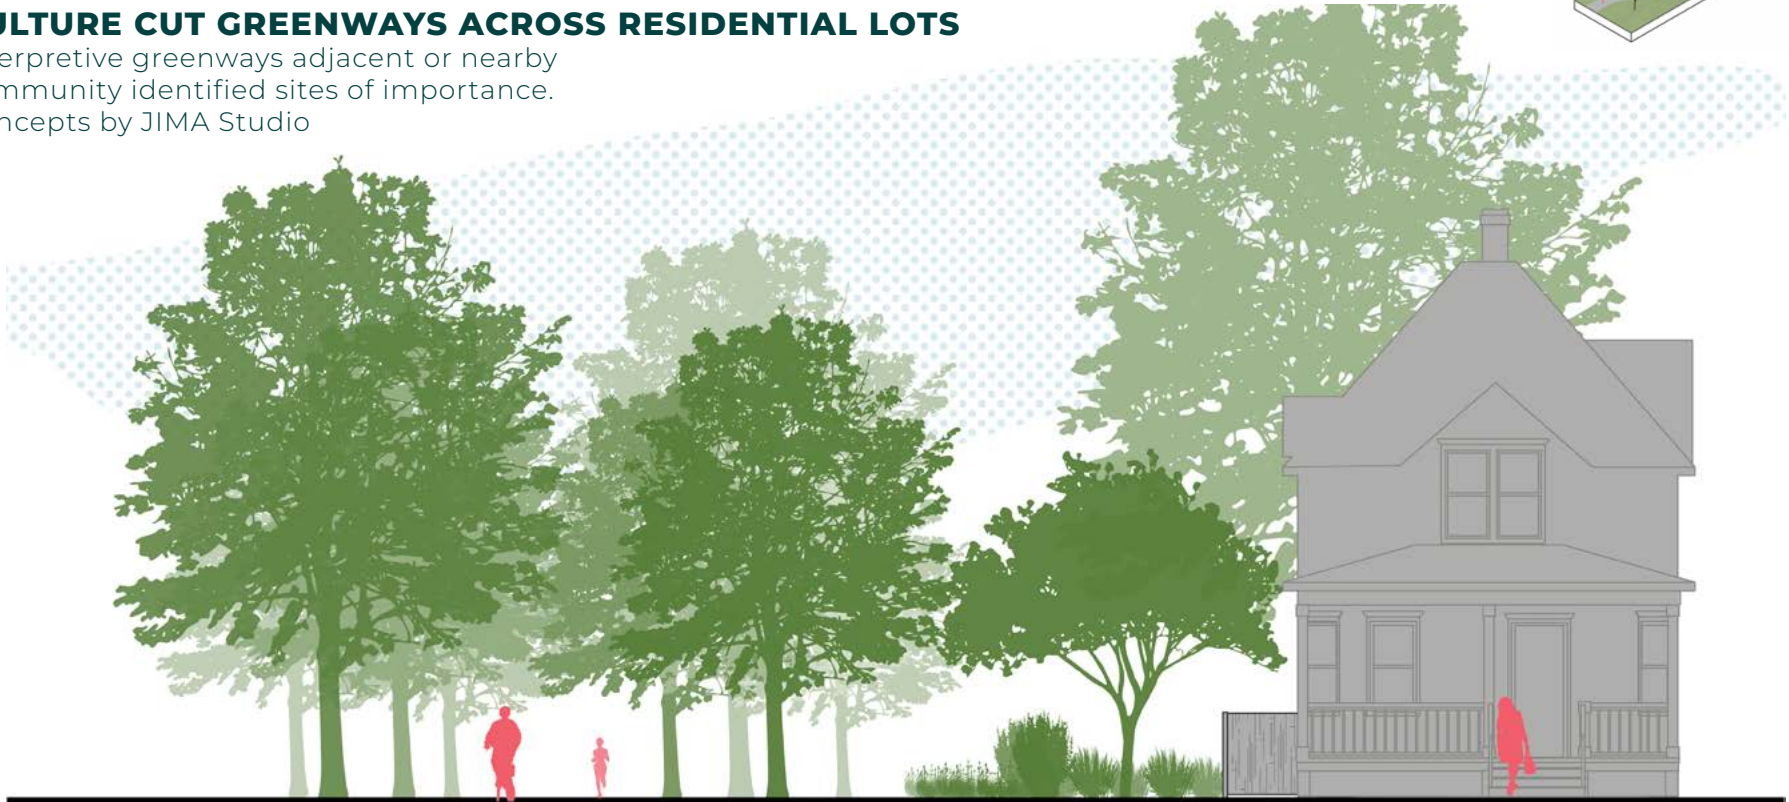 ULTURE CUT GREENWAYS ACROSS RESIDENTIAL LOTS
erpretive greenways adjacent or nearby
mmunity identified sites of importance.
ncepts by JIMA Studio